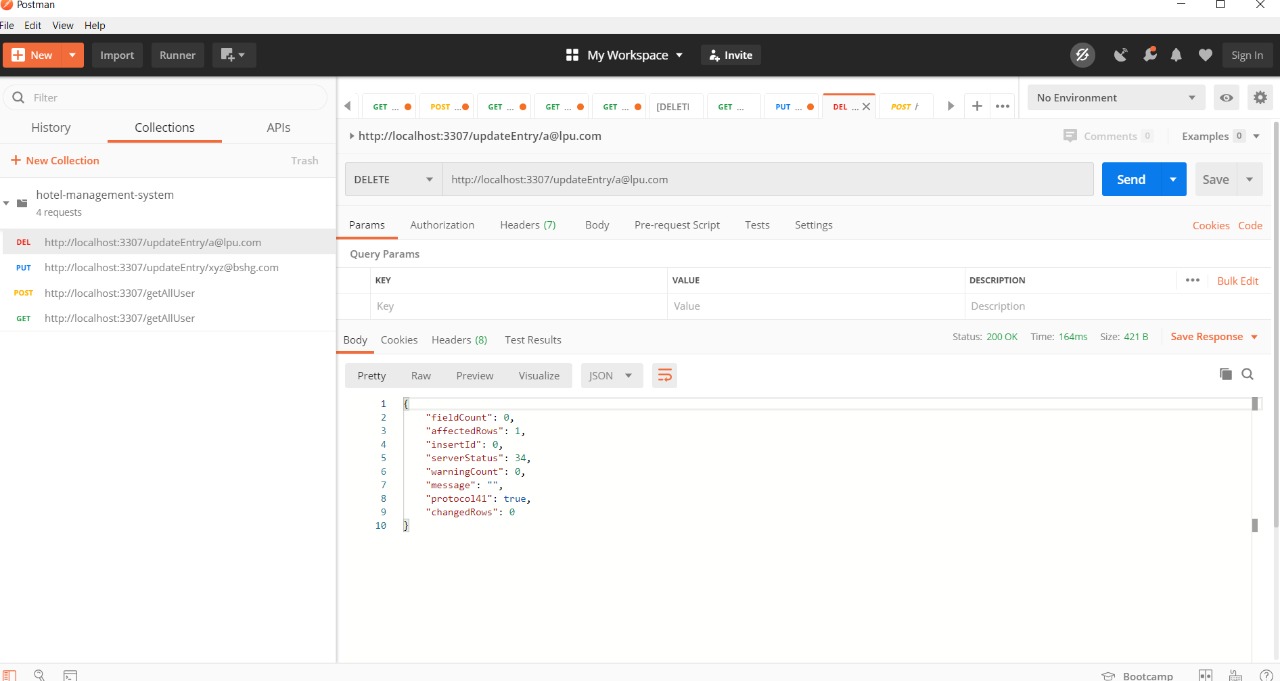 Postman
File Edit View Help
New Import Runner My Workspace Invite Sign In
Filter
History Collections APIs
New Collection Trash
hotel-management-system
4 requests
DEL http://localhost:3307/updateEntry/a@lpu.com
PUT http://localhost:3307/updateEntry/xyz@bshg.com
POST http://localhost:3307/getAllUser
GET http://localhost:3307/getAllUser
GET ... POST ... GET ... GET ... GET ... [DELETI GET ... PUT ... DEL ... POST
No Environment
http://localhost:3307/updateEntry/a@lpu.com Comments 0 Examples 0
DELETE http://localhost:3307/updateEntry/a@lpu.com Send Save
Params Authorization Headers (7) Body Pre-request Script Tests Settings Cookies Code
Query Params
KEY VALUE DESCRIPTION ••• Bulk Edit
Key Value Description
Body Cookies Headers (8) Test Results Status: 200 OK Time: 164ms Size: 421 B Save Response
Pretty Raw Preview Visualize JSON
1 {
2 "fieldCount": 0,
3 "affectedRows": 1,
4 "insertId": 0,
5 "serverStatus": 34,
6 "warningCount": 0,
7 "message": "",
8 "protocol41": true,
9 "changedRows": 0
10 }
Bootcamp